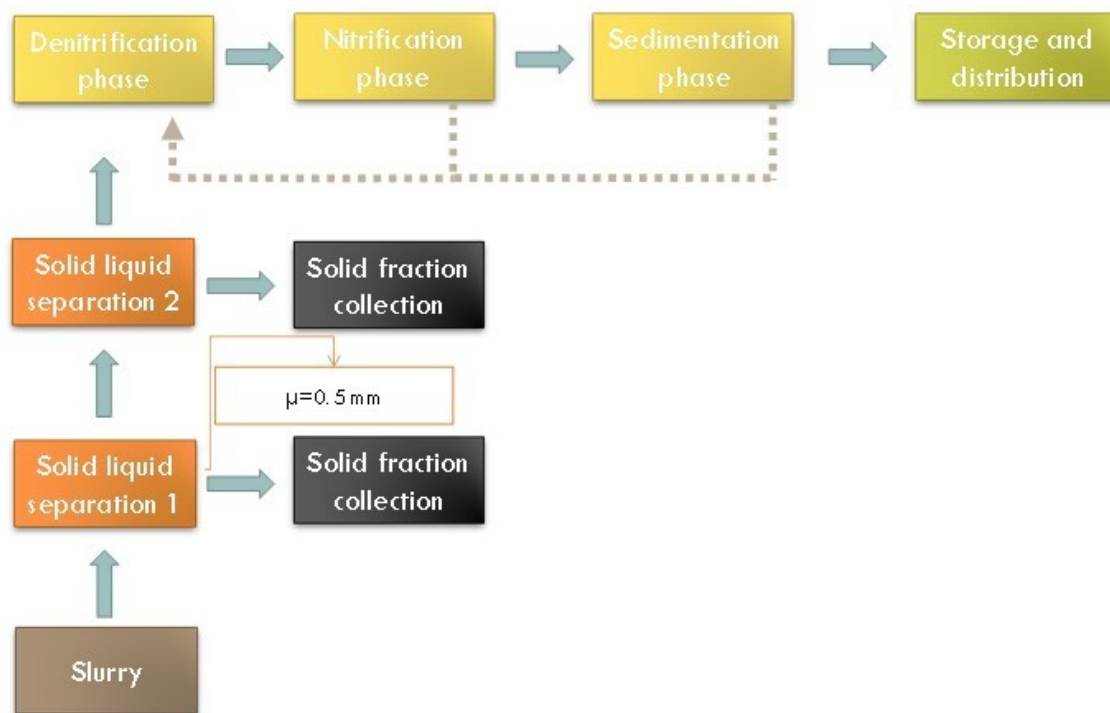 Denitrification
phase
Nitrification
phase
Sedimentation
phase
Storage and
distribution
Solid liquid
separation 2
Solid fraction
collection
μ=0.5mm
Solid liquid
separation 1
Solid fraction
collection
Slurry